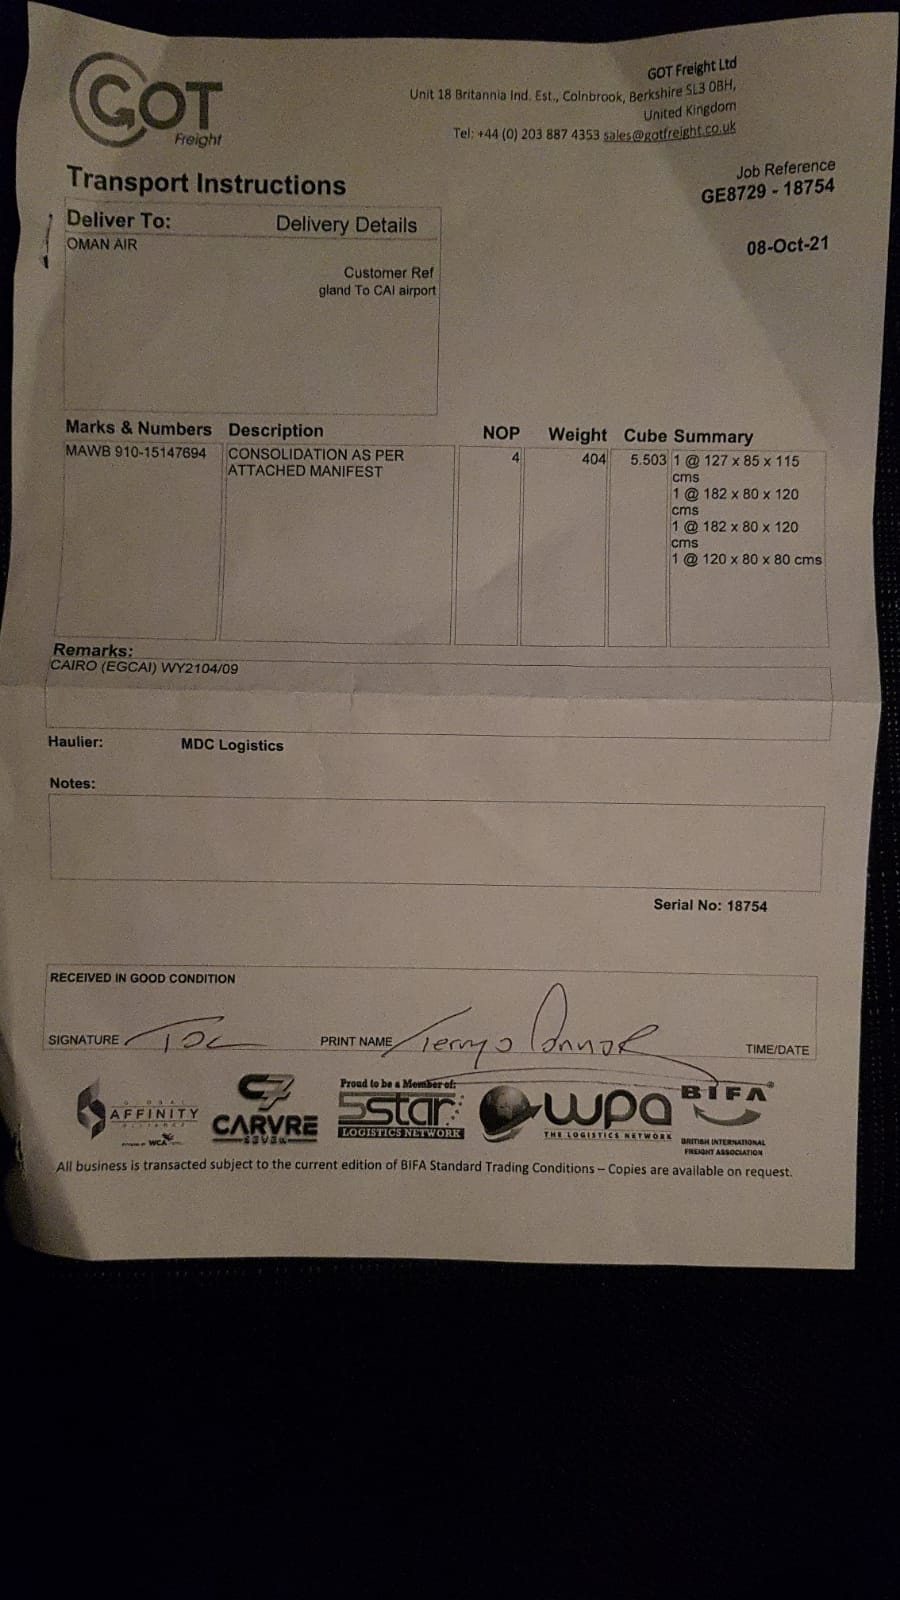 GOT
Freight
GOT Freight Ltd
Unit 18 Britannia Ind. Est., Colnbrook, Berkshire SL3 0BH,
United Kingdom
Tel: +44 (0) 203 887 4353 sales@gotfreight.co.uk
Transport Instructions
Job Reference
GE8729 - 18754
08-Oct-21
Deliver To: Delivery Details
OMAN AIR
Customer Ref
gland To CAI airport
Marks & Numbers Description NOP Weight Cube Summary
MAWB 910-15147694 CONSOLIDATION AS PER 4 404 5.503 1 @ 127 x 85 x 115
ATTACHED MANIFEST cms
1 @ 182 x 80 x 120
cms
1 @ 182 x 80 x 120
cms
1 @ 120 x 80 x 80 cms
Remarks:
CAIRO (EGCAI) WY2104/09
Haulier: MDC Logistics
Notes:
Serial No: 18754
RECEIVED IN GOOD CONDITION
SIGNATURE PRINT NAME Terry O Connor TIME/DATE
GLOBAL
AFFINITY
ALLIANCE
WCA
CARVRE
SEVEN
Proud to be a Member of:
5star
LOGISTICS NETWORK
wpa
THE LOGISTICS NETWORK
BIFA
BRITISH INTERNATIONAL
FREIGHT ASSOCIATION
All business is transacted subject to the current edition of BIFA Standard Trading Conditions – Copies are available on request.